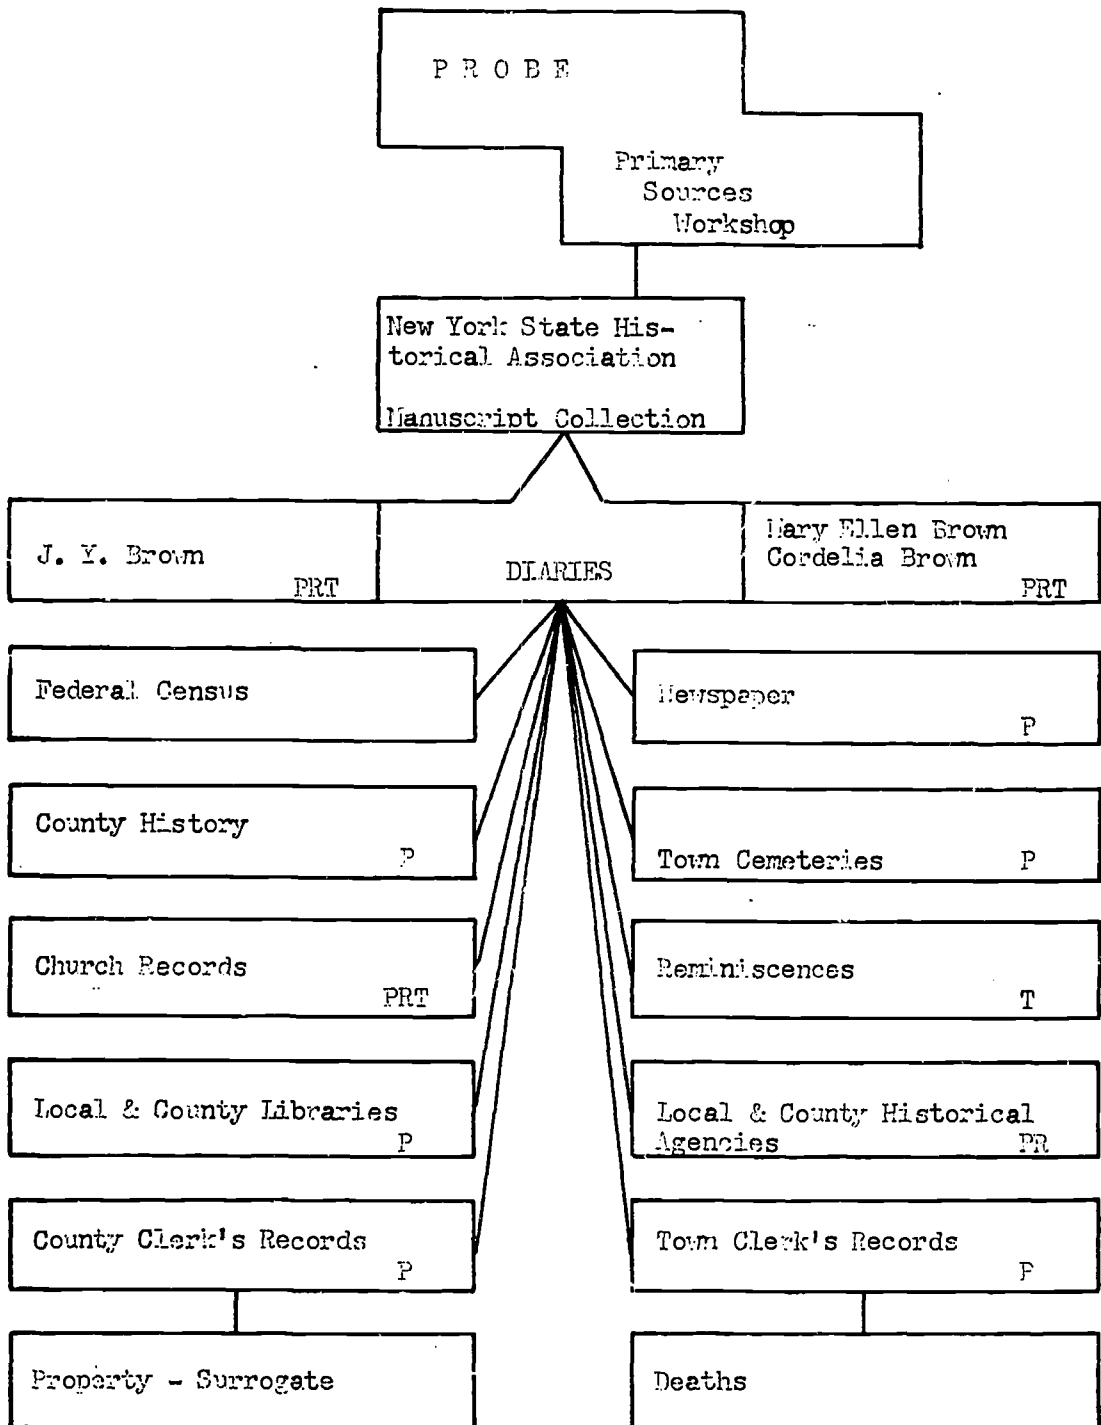 P R O B E
Primary
Sources
Workshop
New York State His-
torical Association
Manuscript Collection
J. Y. Brown
PRT
DIARIES
Mary Ellen Brown
Cordelia Brown
PRT
Federal Census
Newspaper
P
County History
P
Town Cemeteries P
Church Records
PRT
Reminiscences
T
Local & County Libraries
P
Local & County Historical
Agencies PR
County Clerk's Records
P
Town Clerk's Records
P
Property - Surrogate
Deaths